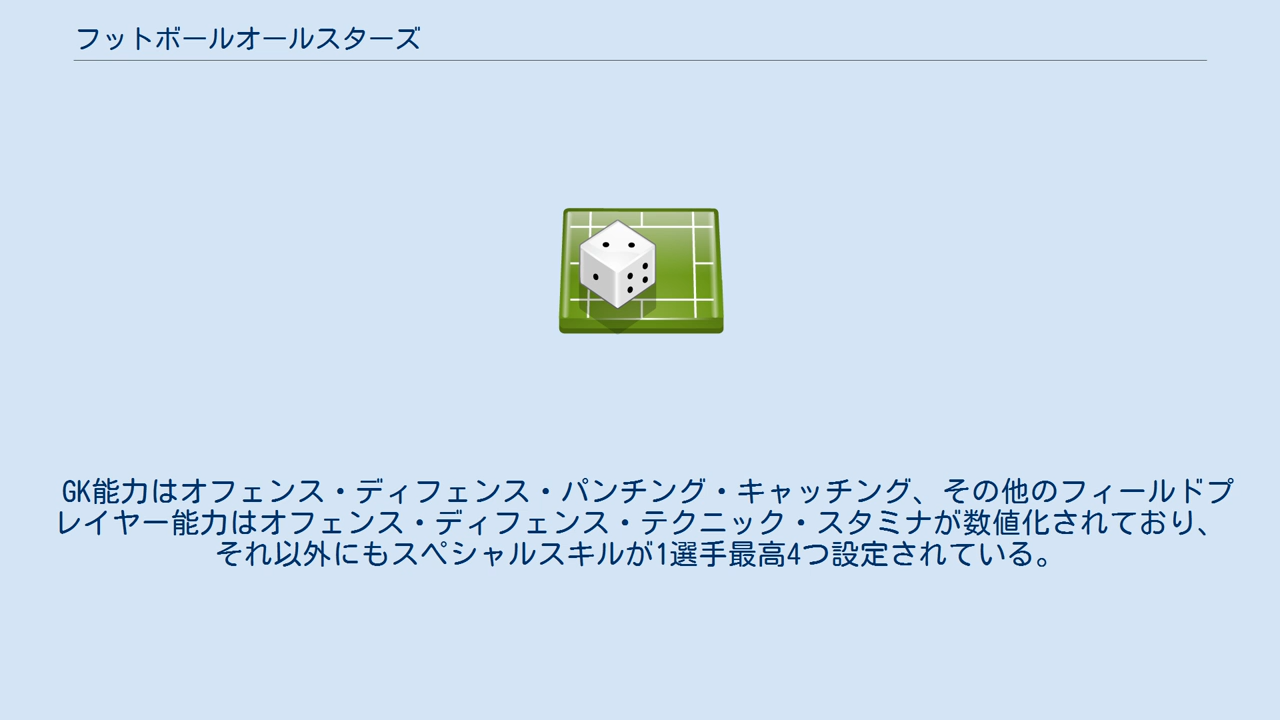 フットボールオールスターズ
GK能力はオフェンス・ディフェンス・パンチング・キャッチング、その他のフィールドプ
レイヤー能力はオフェンス・ディフェンス・テクニック・スタミナが数値化されており、
それ以外にもスペシャルスキルが1選手最高4つ設定されている。